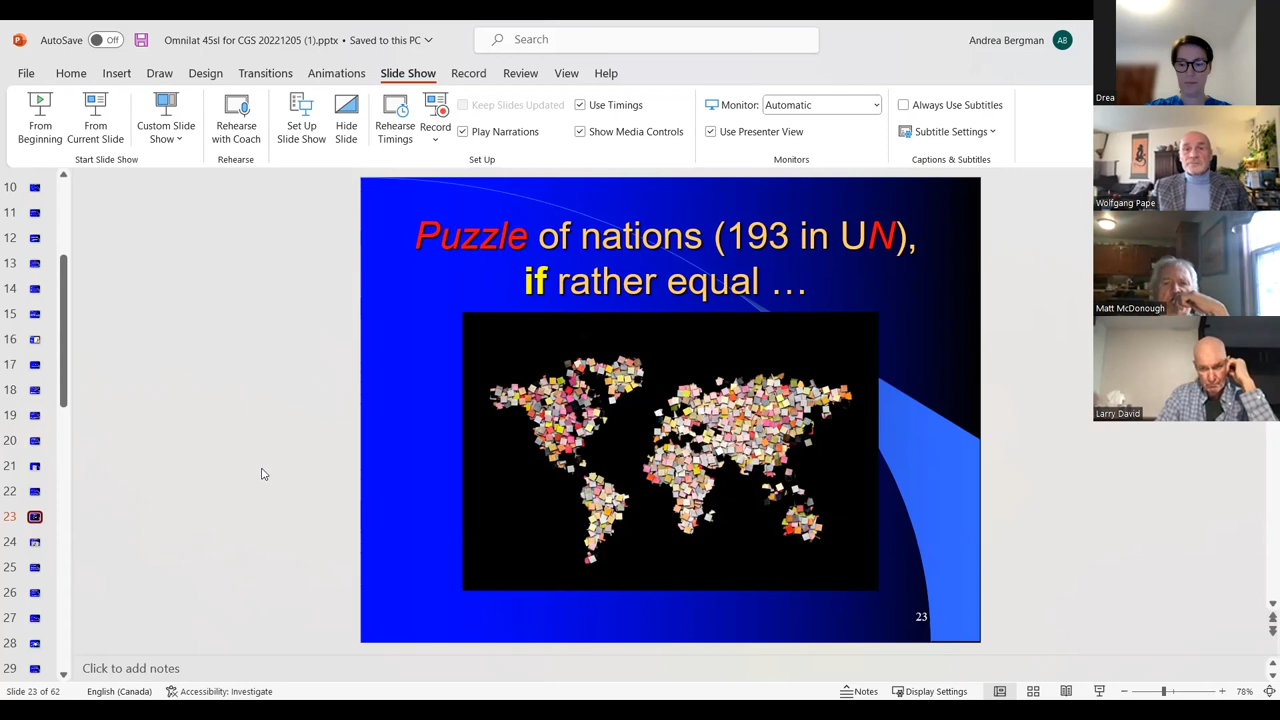 AutoSave Off Omnilat 45sl for CGS 20221205 (1).pptx • Saved to this PC Search Andrea Bergman AB
File Home Insert Draw Design Transitions Animations Slide Show Record Review View Help
From Beginning
From Current Slide
Custom Slide Show
Start Slide Show
Rehearse with Coach
Rehearse
Set Up Slide Show
Hide Slide
Rehearse Timings
Record
Keep Slides Updated
Play Narrations
Use Timings
Show Media Controls
Set Up
Monitor: Automatic
Use Presenter View
Monitors
Always Use Subtitles
Subtitle Settings
Captions & Subtitles
Drea
Wolfgang Pape
Matt McDonough
Larry David
10
11
12
13
14
15
16
17
18
19
20
21
22
23
24
25
26
27
28
29
Puzzle of nations (193 in UN),
if rather equal …
23
Click to add notes
Slide 23 of 62 English (Canada) Accessibility: Investigate Notes Display Settings 78%